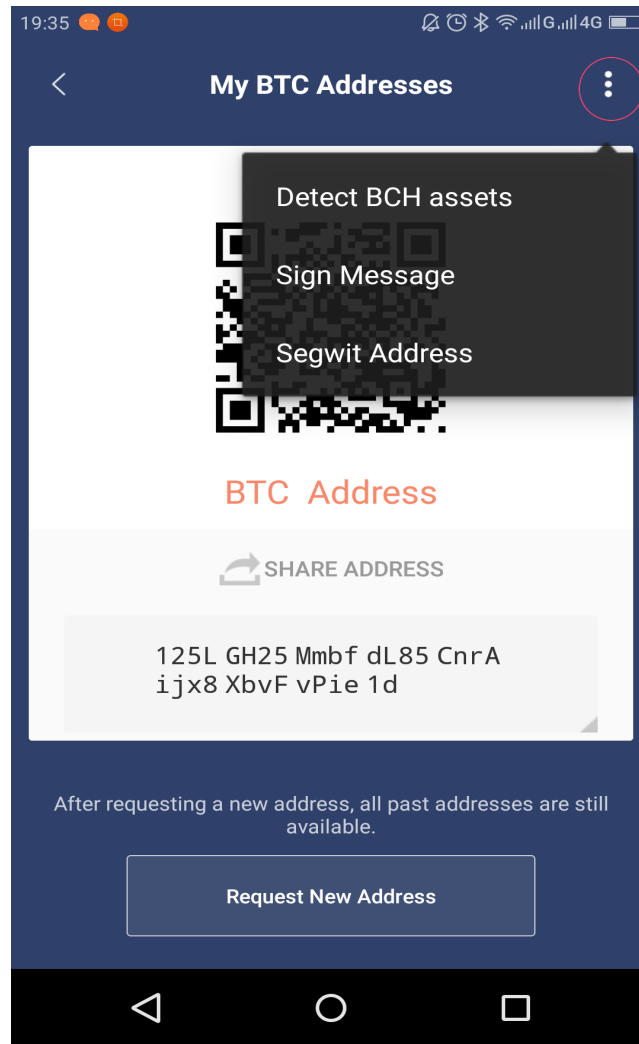 19:35 G 4G
My BTC Addresses
Detect BCH assets
Sign Message
Segwit Address
BTC Address
SHARE ADDRESS
125L GH25 Mmbf dL85 CnrA
ijx8 XbvF vPie 1d
After requesting a new address, all past addresses are still
available.
Request New Address